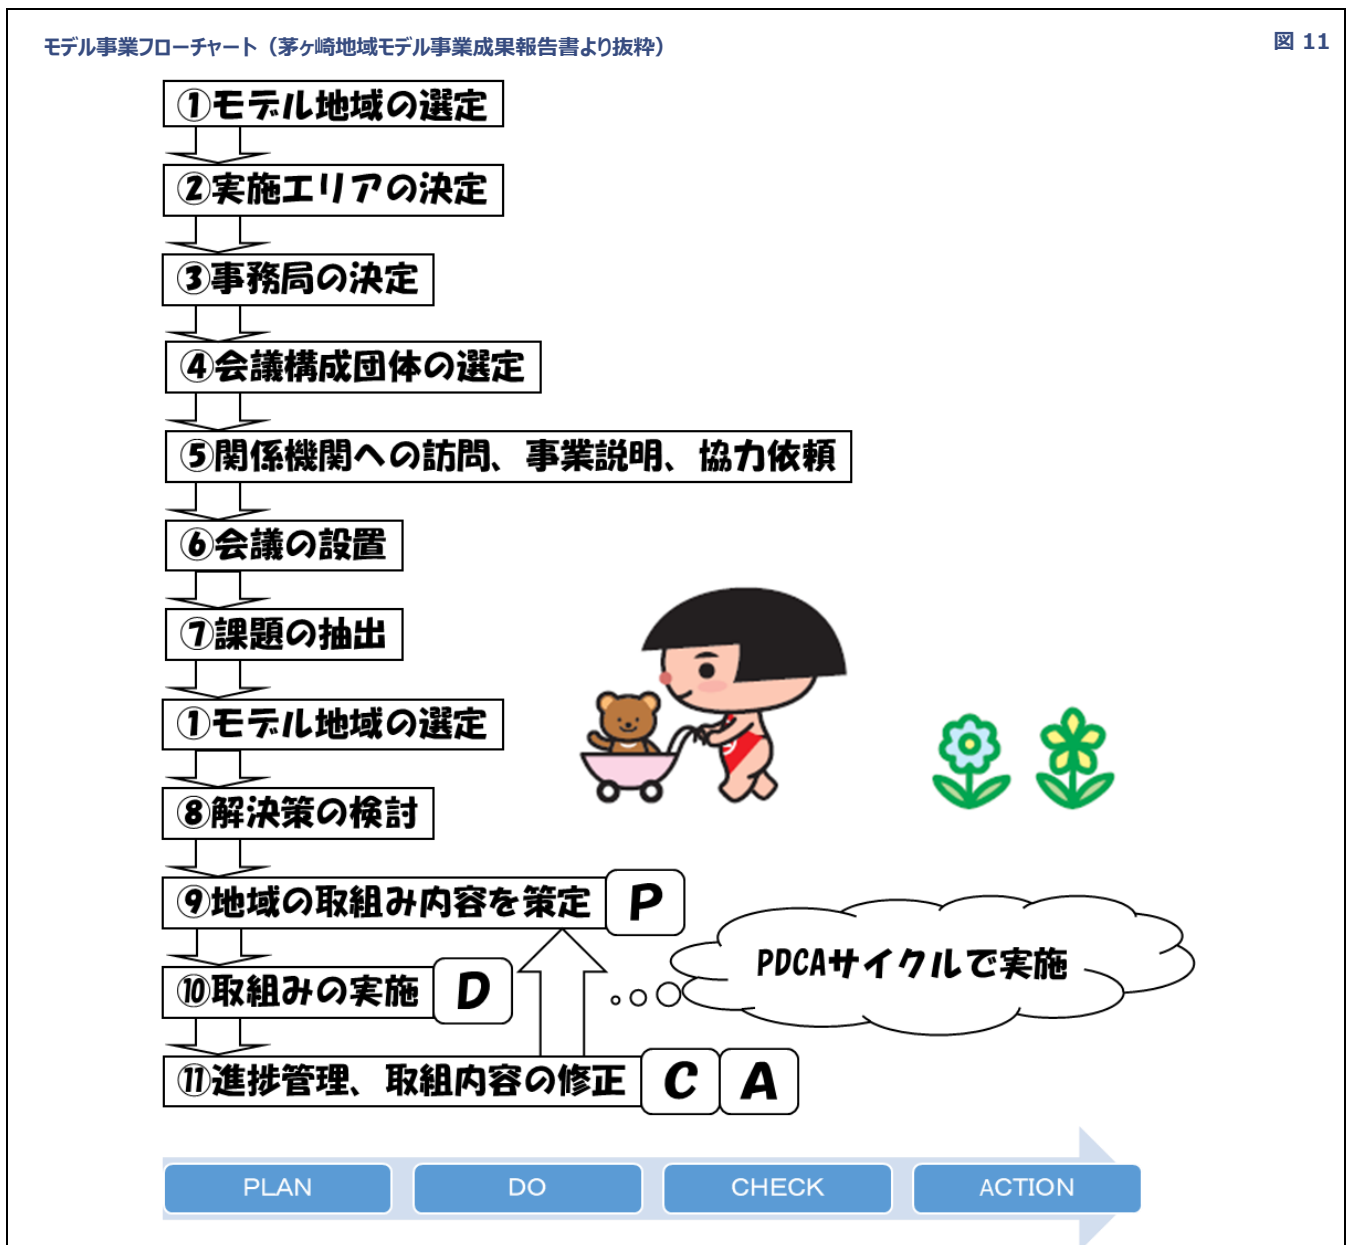 モデル事業フローチャート（茅ヶ崎地域モデル事業成果報告書より抜粋）
図 11
①モデル地域の選定
②実施エリアの決定
③事務局の決定
④会議構成団体の選定
⑤関係機関への訪問、事業説明、協力依頼
⑥会議の設置
⑦課題の抽出
①モデル地域の選定
⑧解決策の検討
⑨地域の取組み内容を策定 P
PDCAサイクルで実施
⑩取組みの実施 D
⑪進捗管理、取組内容の修正 C A
PLAN DO CHECK ACTION